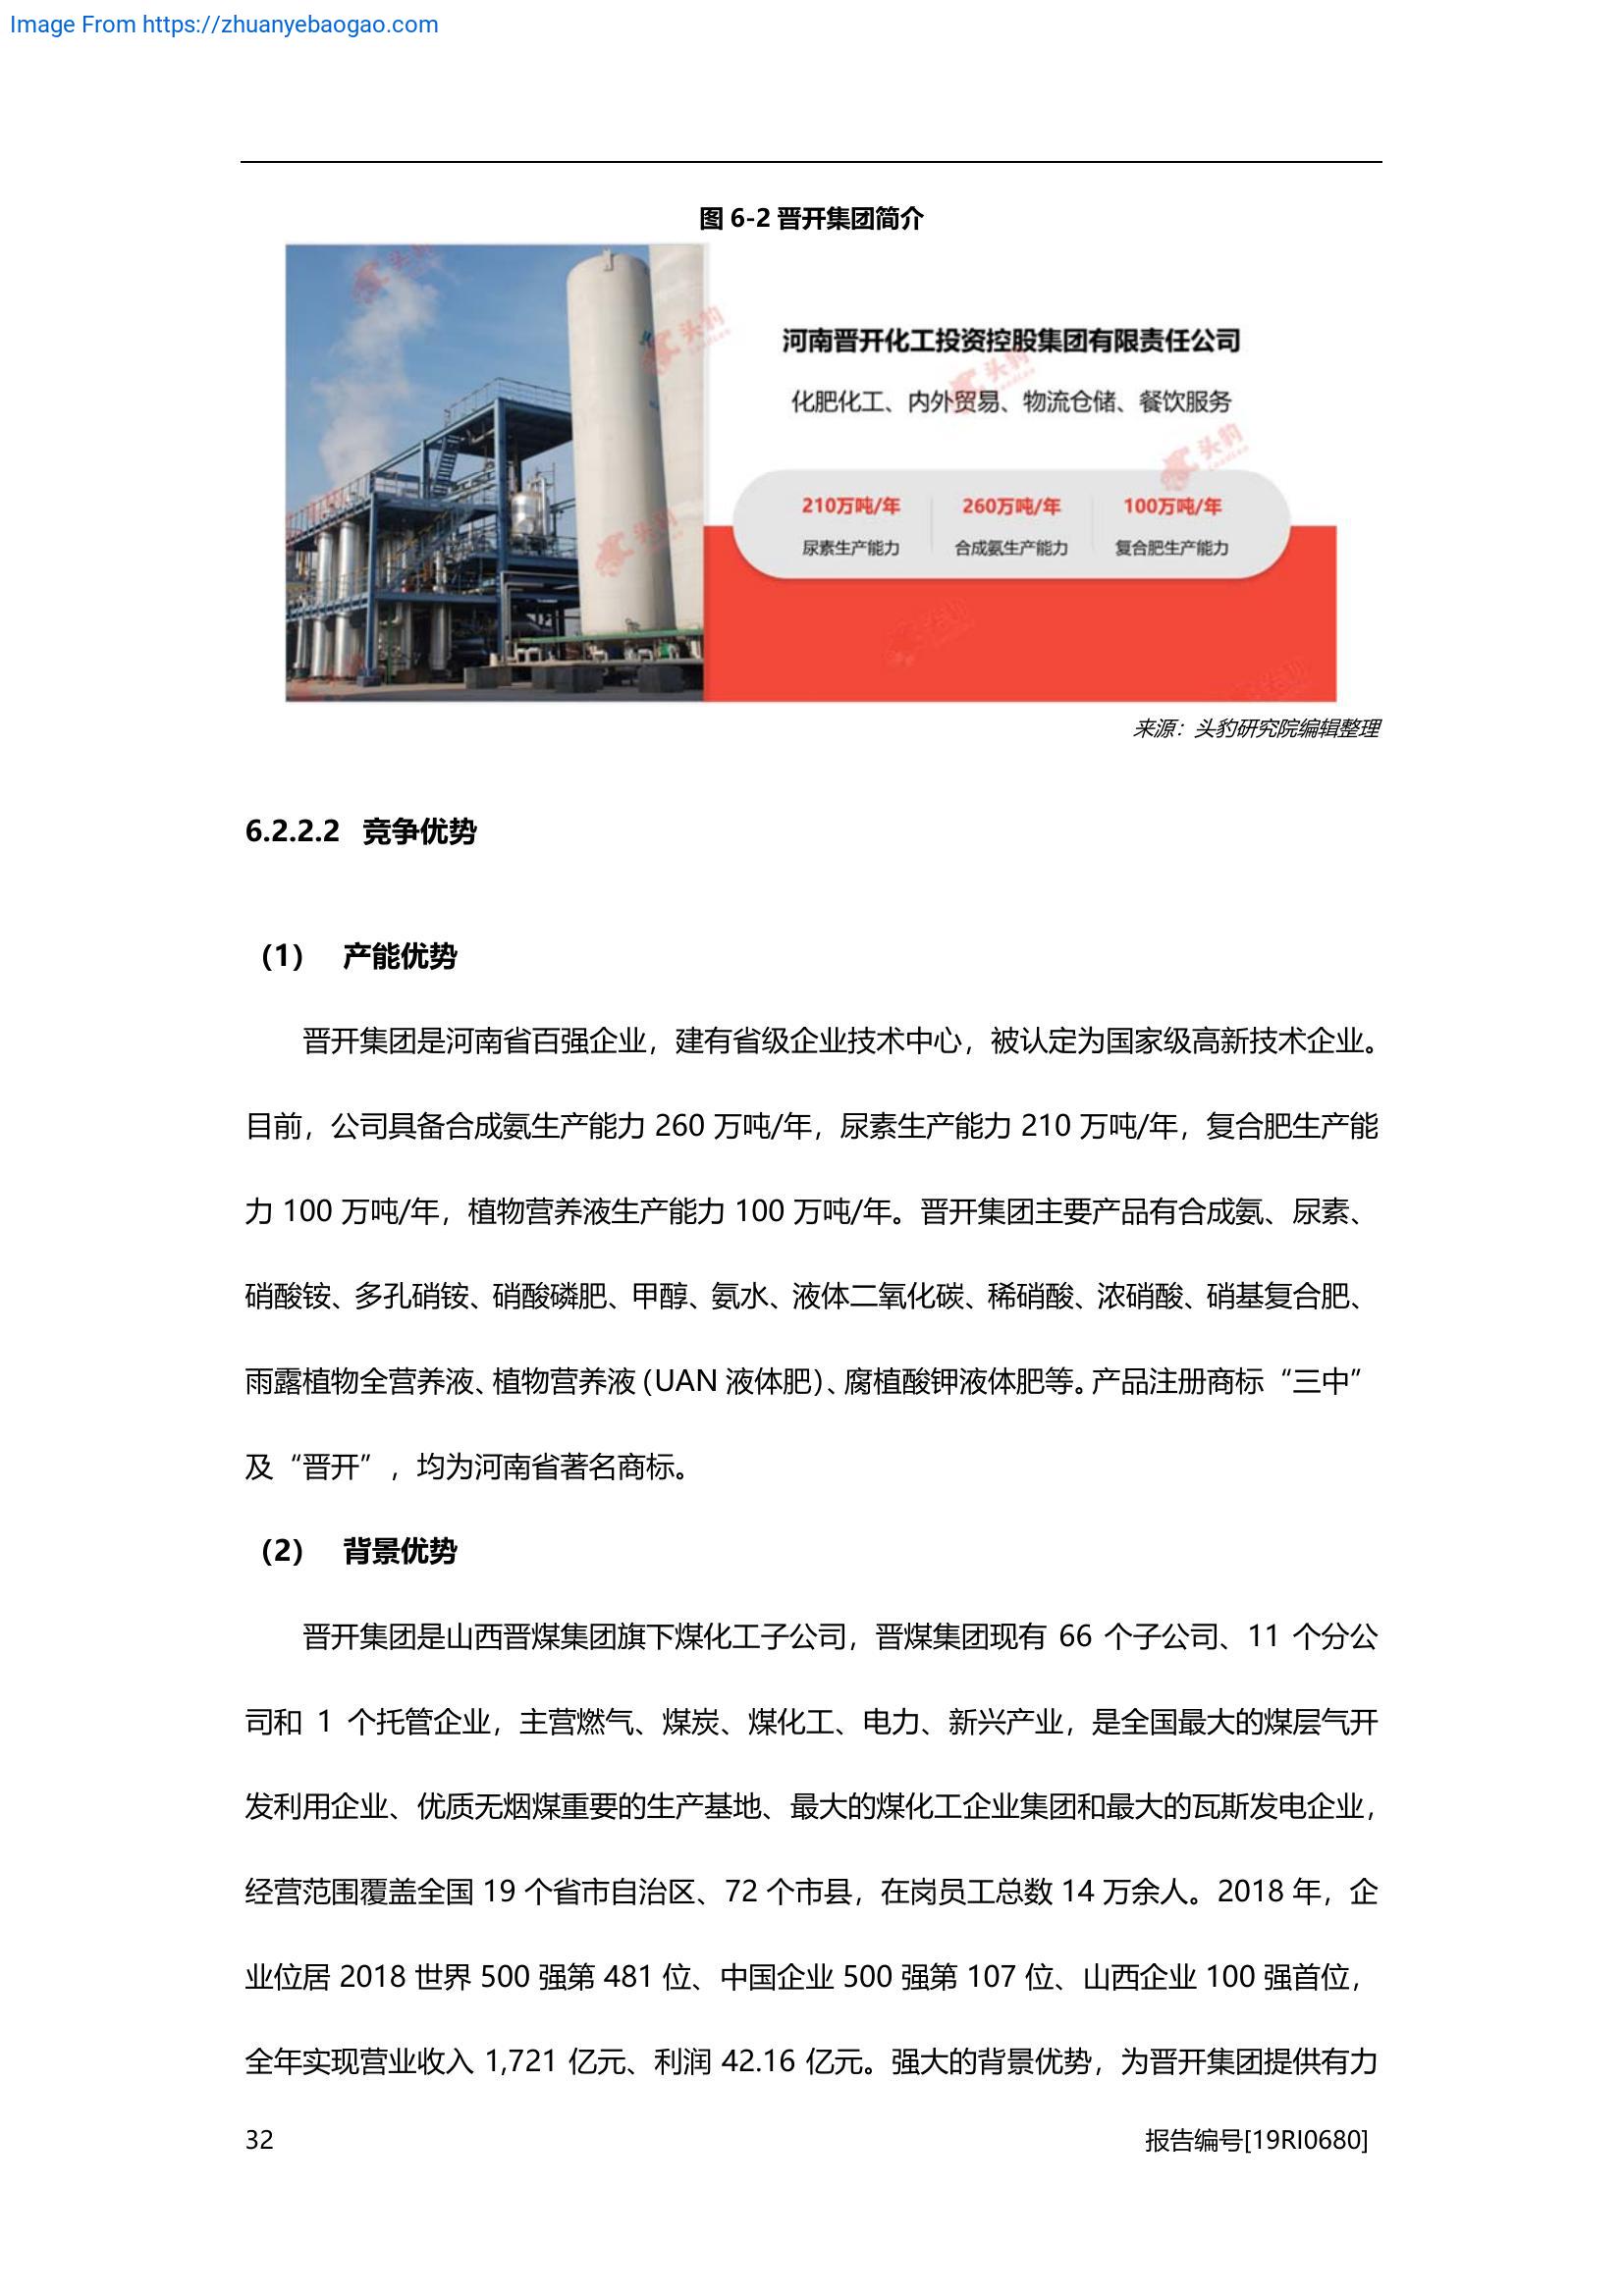 Image From https://zhuanyebaogao.com
图 6-2 晋开集团简介
河南晋开化工投资控股集团有限责任公司
化肥化工、内外贸易、物流仓储、餐饮服务
210万吨/年 260万吨/年 100万吨/年
尿素生产能力 合成氨生产能力 复合肥生产能力
头豹
头豹
头豹
头豹
头豹
来源：头豹研究院编辑整理
6.2.2.2 竞争优势
（1） 产能优势
晋开集团是河南省百强企业，建有省级企业技术中心，被认定为国家级高新技术企业。
目前，公司具备合成氨生产能力 260 万吨/年，尿素生产能力 210 万吨/年，复合肥生产能
力 100 万吨/年，植物营养液生产能力 100 万吨/年。晋开集团主要产品有合成氨、尿素、
硝酸铵、多孔硝铵、硝酸磷肥、甲醇、氨水、液体二氧化碳、稀硝酸、浓硝酸、硝基复合肥、
雨露植物全营养液、植物营养液（UAN 液体肥）、腐植酸钾液体肥等。产品注册商标“三中”
及“晋开”，均为河南省著名商标。
（2） 背景优势
晋开集团是山西晋煤集团旗下煤化工子公司，晋煤集团现有 66 个子公司、11 个分公
司和 1 个托管企业，主营燃气、煤炭、煤化工、电力、新兴产业，是全国最大的煤层气开
发利用企业、优质无烟煤重要的生产基地、最大的煤化工企业集团和最大的瓦斯发电企业，
经营范围覆盖全国 19 个省市自治区、72 个市县，在岗员工总数 14 万余人。2018 年，企
业位居 2018 世界 500 强第 481 位、中国企业 500 强第 107 位、山西企业 100 强首位，
全年实现营业收入 1,721 亿元、利润 42.16 亿元。强大的背景优势，为晋开集团提供有力
32 报告编号[19RI0680]